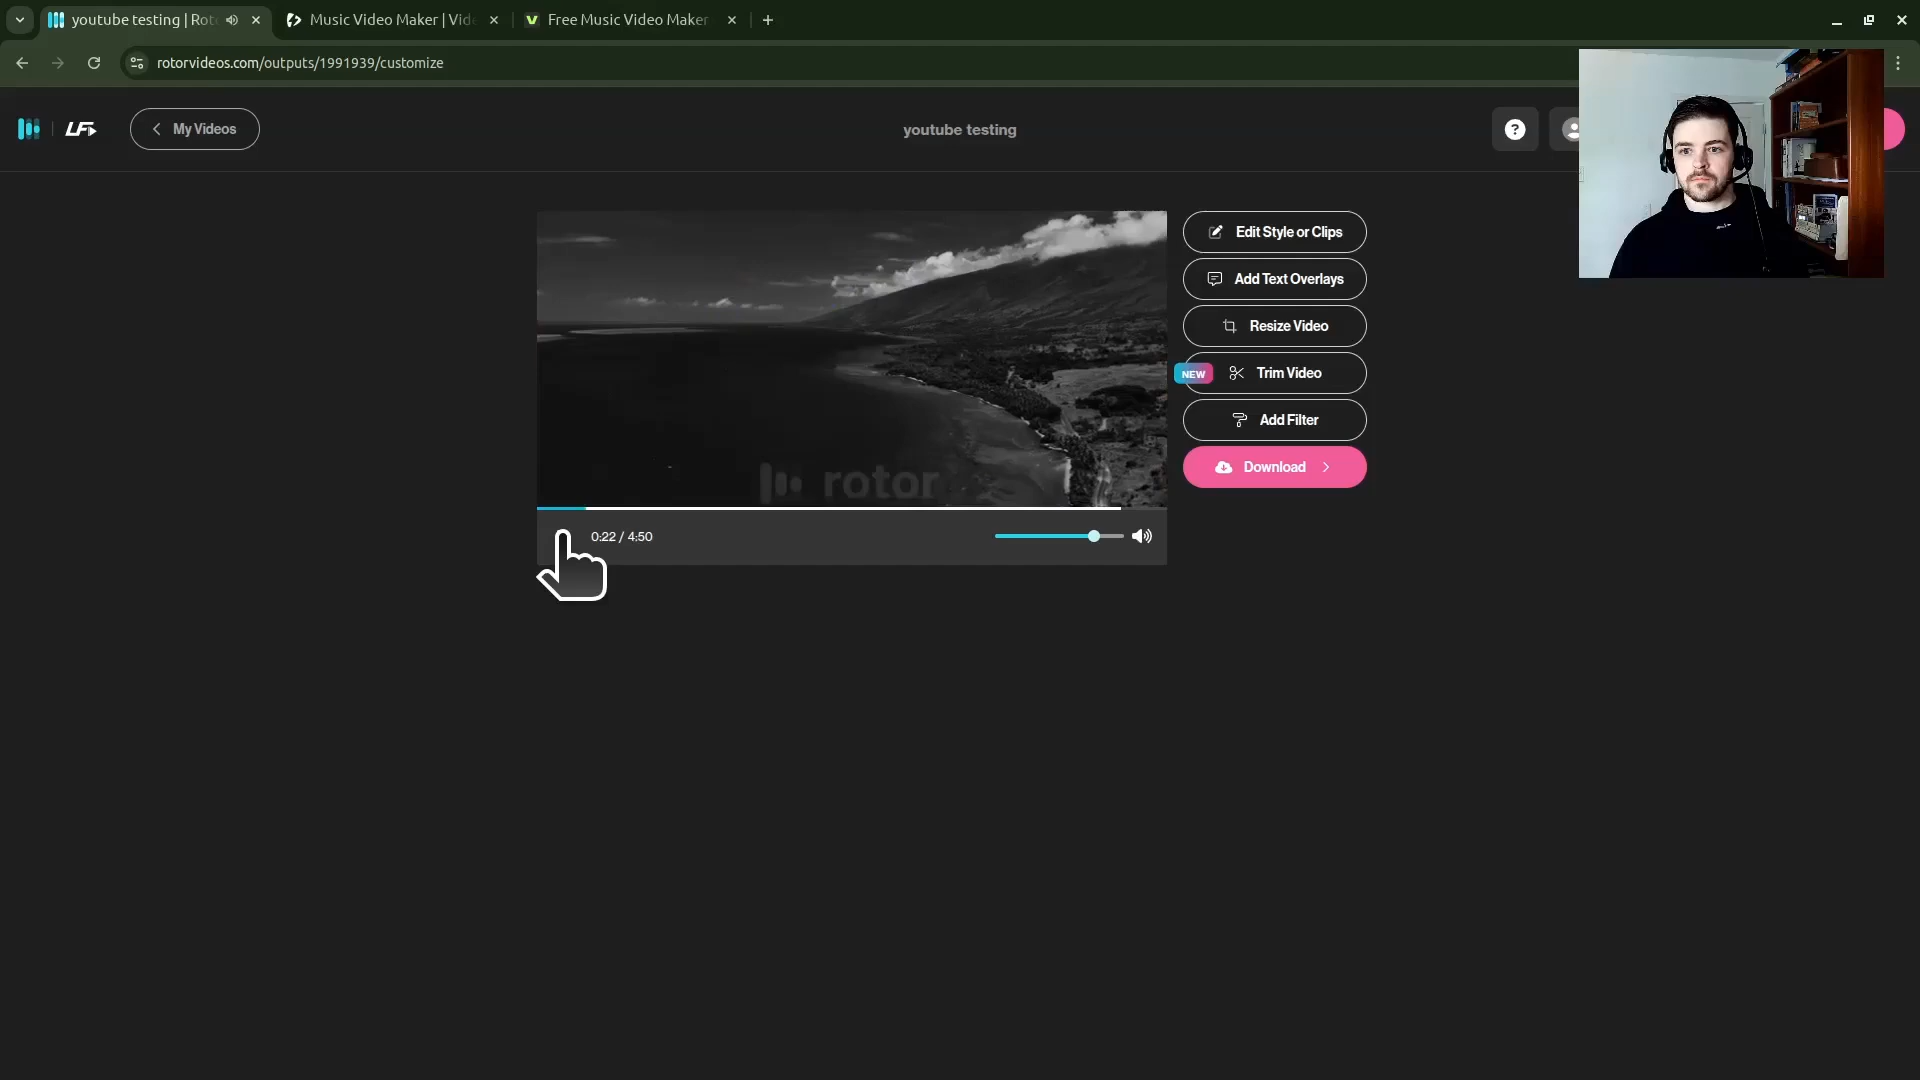 youtube testing | Roto
Music Video Maker | Vid
Free Music Video Maker
rotorvideos.com/outputs/1991939/customize
LF
My Videos
youtube testing
?
Edit Style or Clips
Add Text Overlays
Resize Video
NEW
Trim Video
Add Filter
Download
rotor
0:22 / 4:50